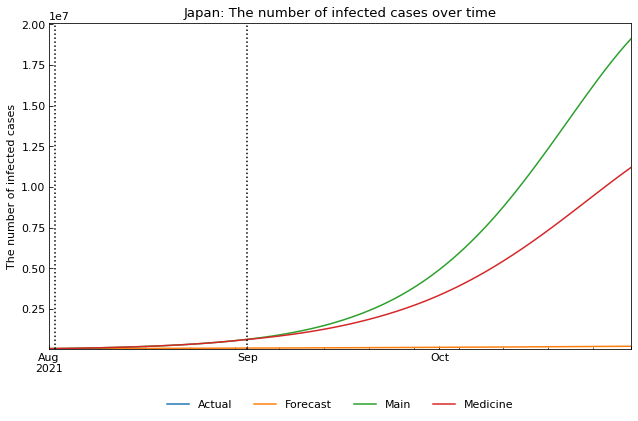 Japan: The number of infected cases over time
1e7
2.00
1.75
1.50
1.25
1.00
0.75
0.50
0.25
The number of infected cases
Aug
2021
Sep
Oct
Actual
Forecast
Main
Medicine